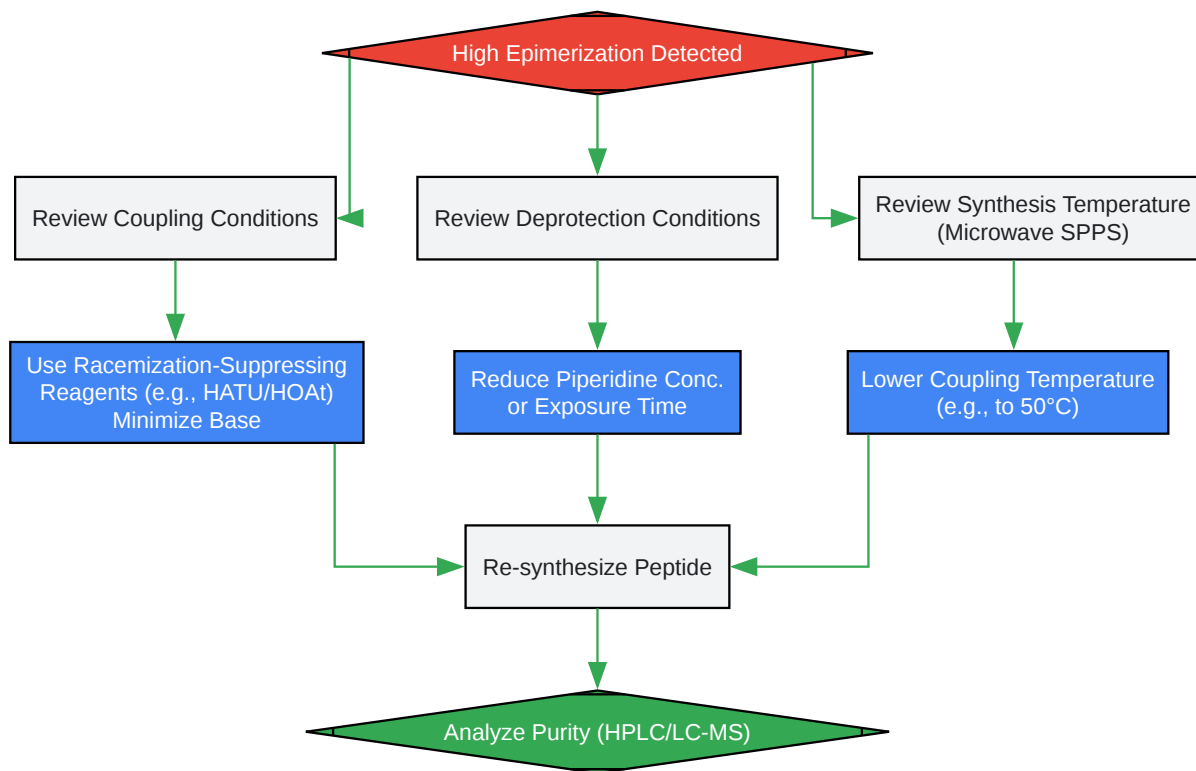 High Epimerization Detected
Review Coupling Conditions
Review Deprotection Conditions
Review Synthesis Temperature
(Microwave SPPS)
Use Racemization-Suppressing
Reagents (e.g., HATU/HOAt)
Minimize Base
Reduce Piperidine Conc.
or Exposure Time
Lower Coupling Temperature
(e.g., to 50°C)
Re-synthesize Peptide
Analyze Purity (HPLC/LC-MS)